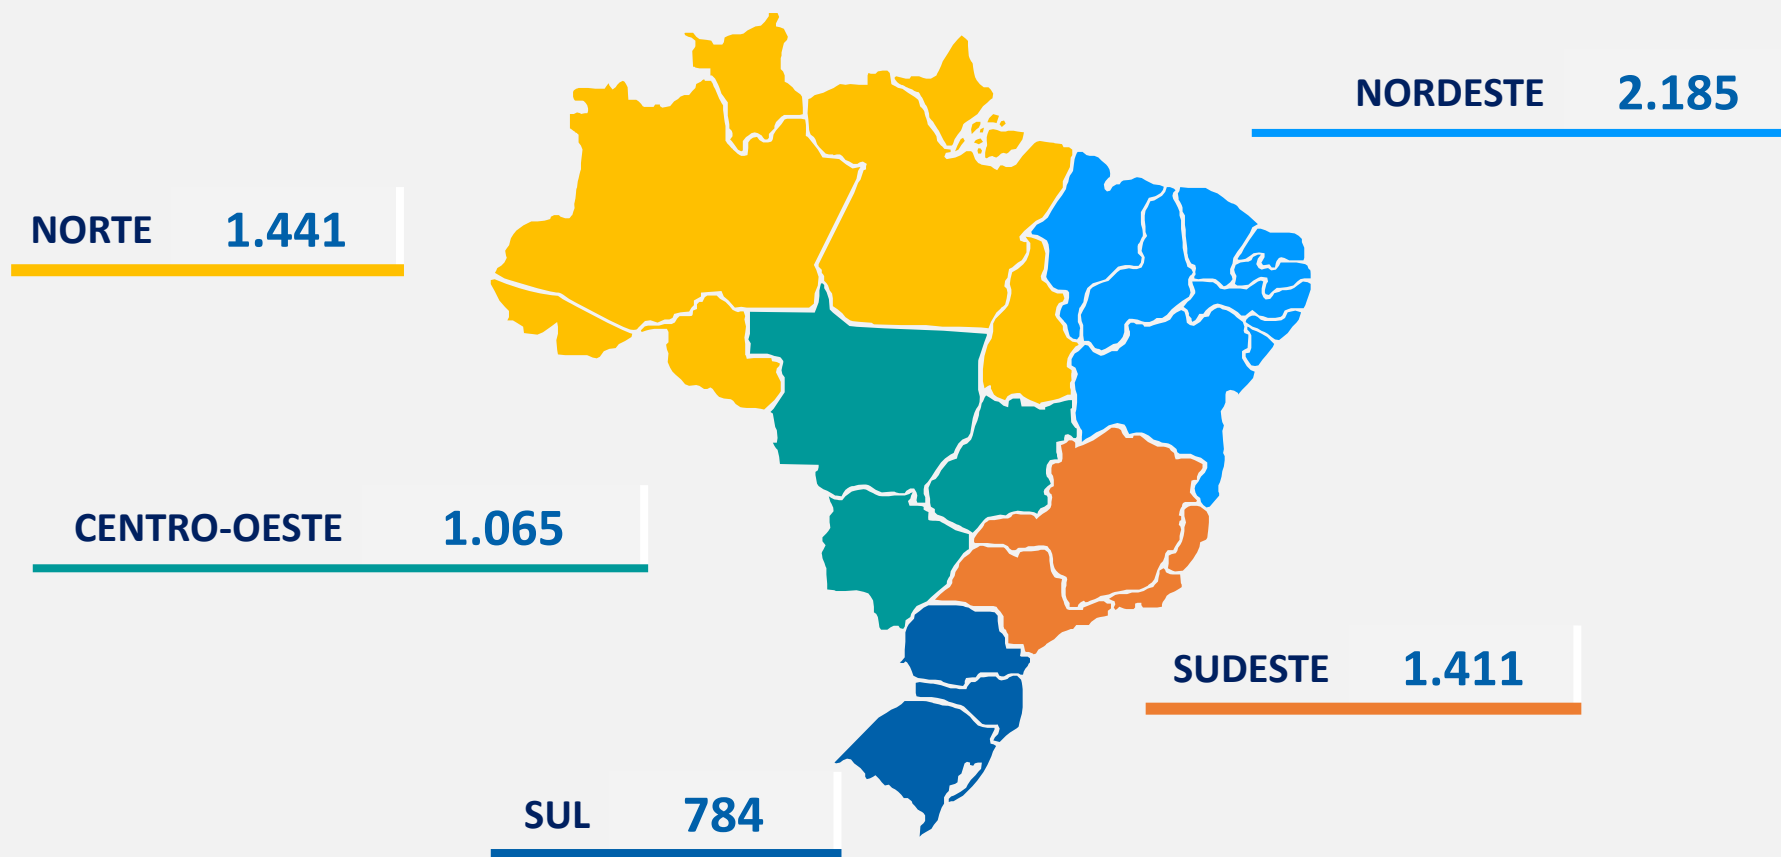 NORDESTE 2.185
NORTE 1.441
CENTRO-OESTE 1.065
SUDESTE 1.411
SUL 784